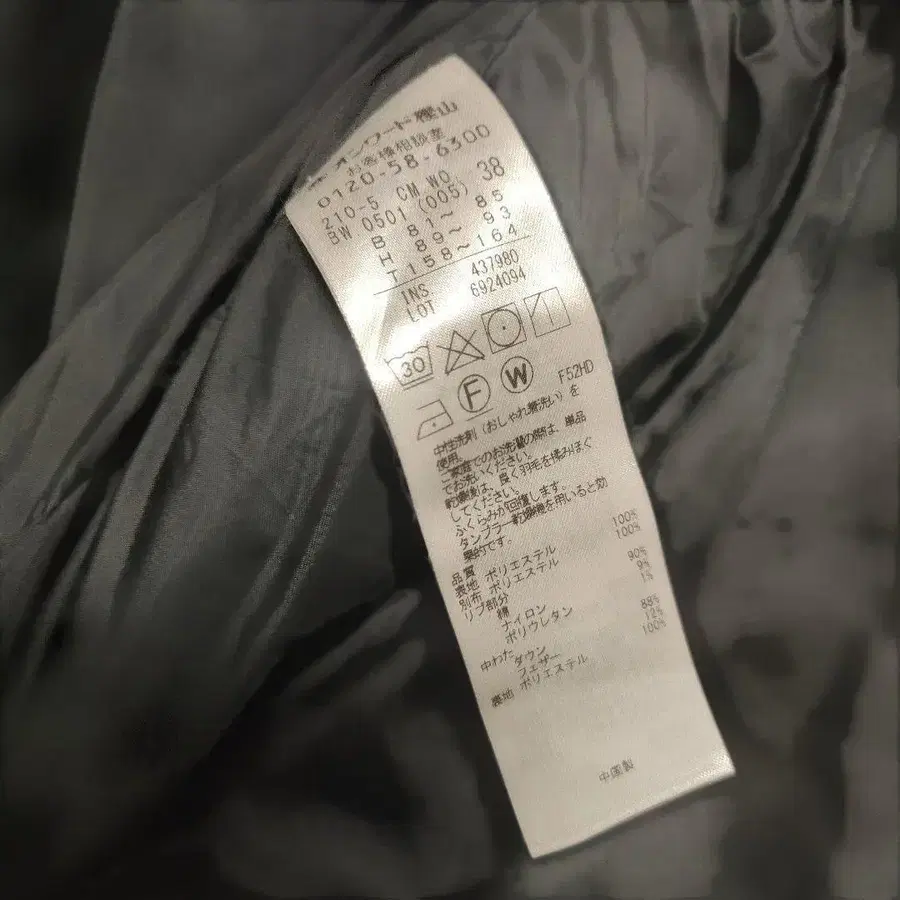 オンワード樫山
お客様相談室
0120-58-6300
210-5 CM WO 38
BW 0501 (005)
B 81～ 85
H 89～ 93
T 158～164
INS 437980
LOT 6924094
30
F W F52HD
中性洗剤（おしゃれ着洗い）を
使用。
ご家庭でのお洗濯の際は、単品
でお洗いください。
乾燥後は、良く羽毛を揉みほぐ
してください。
ふくらみが回復します。
タンブラー乾燥機を用いると効
果的です。
品質
表地 ポリエステル 100%
別布 ポリエステル 100%
リブ部分
綿 90%
ナイロン 9%
ポリウレタン 1%
中わた
ダウン 88%
フェザー 12%
裏地 ポリエステル 100%
中国製